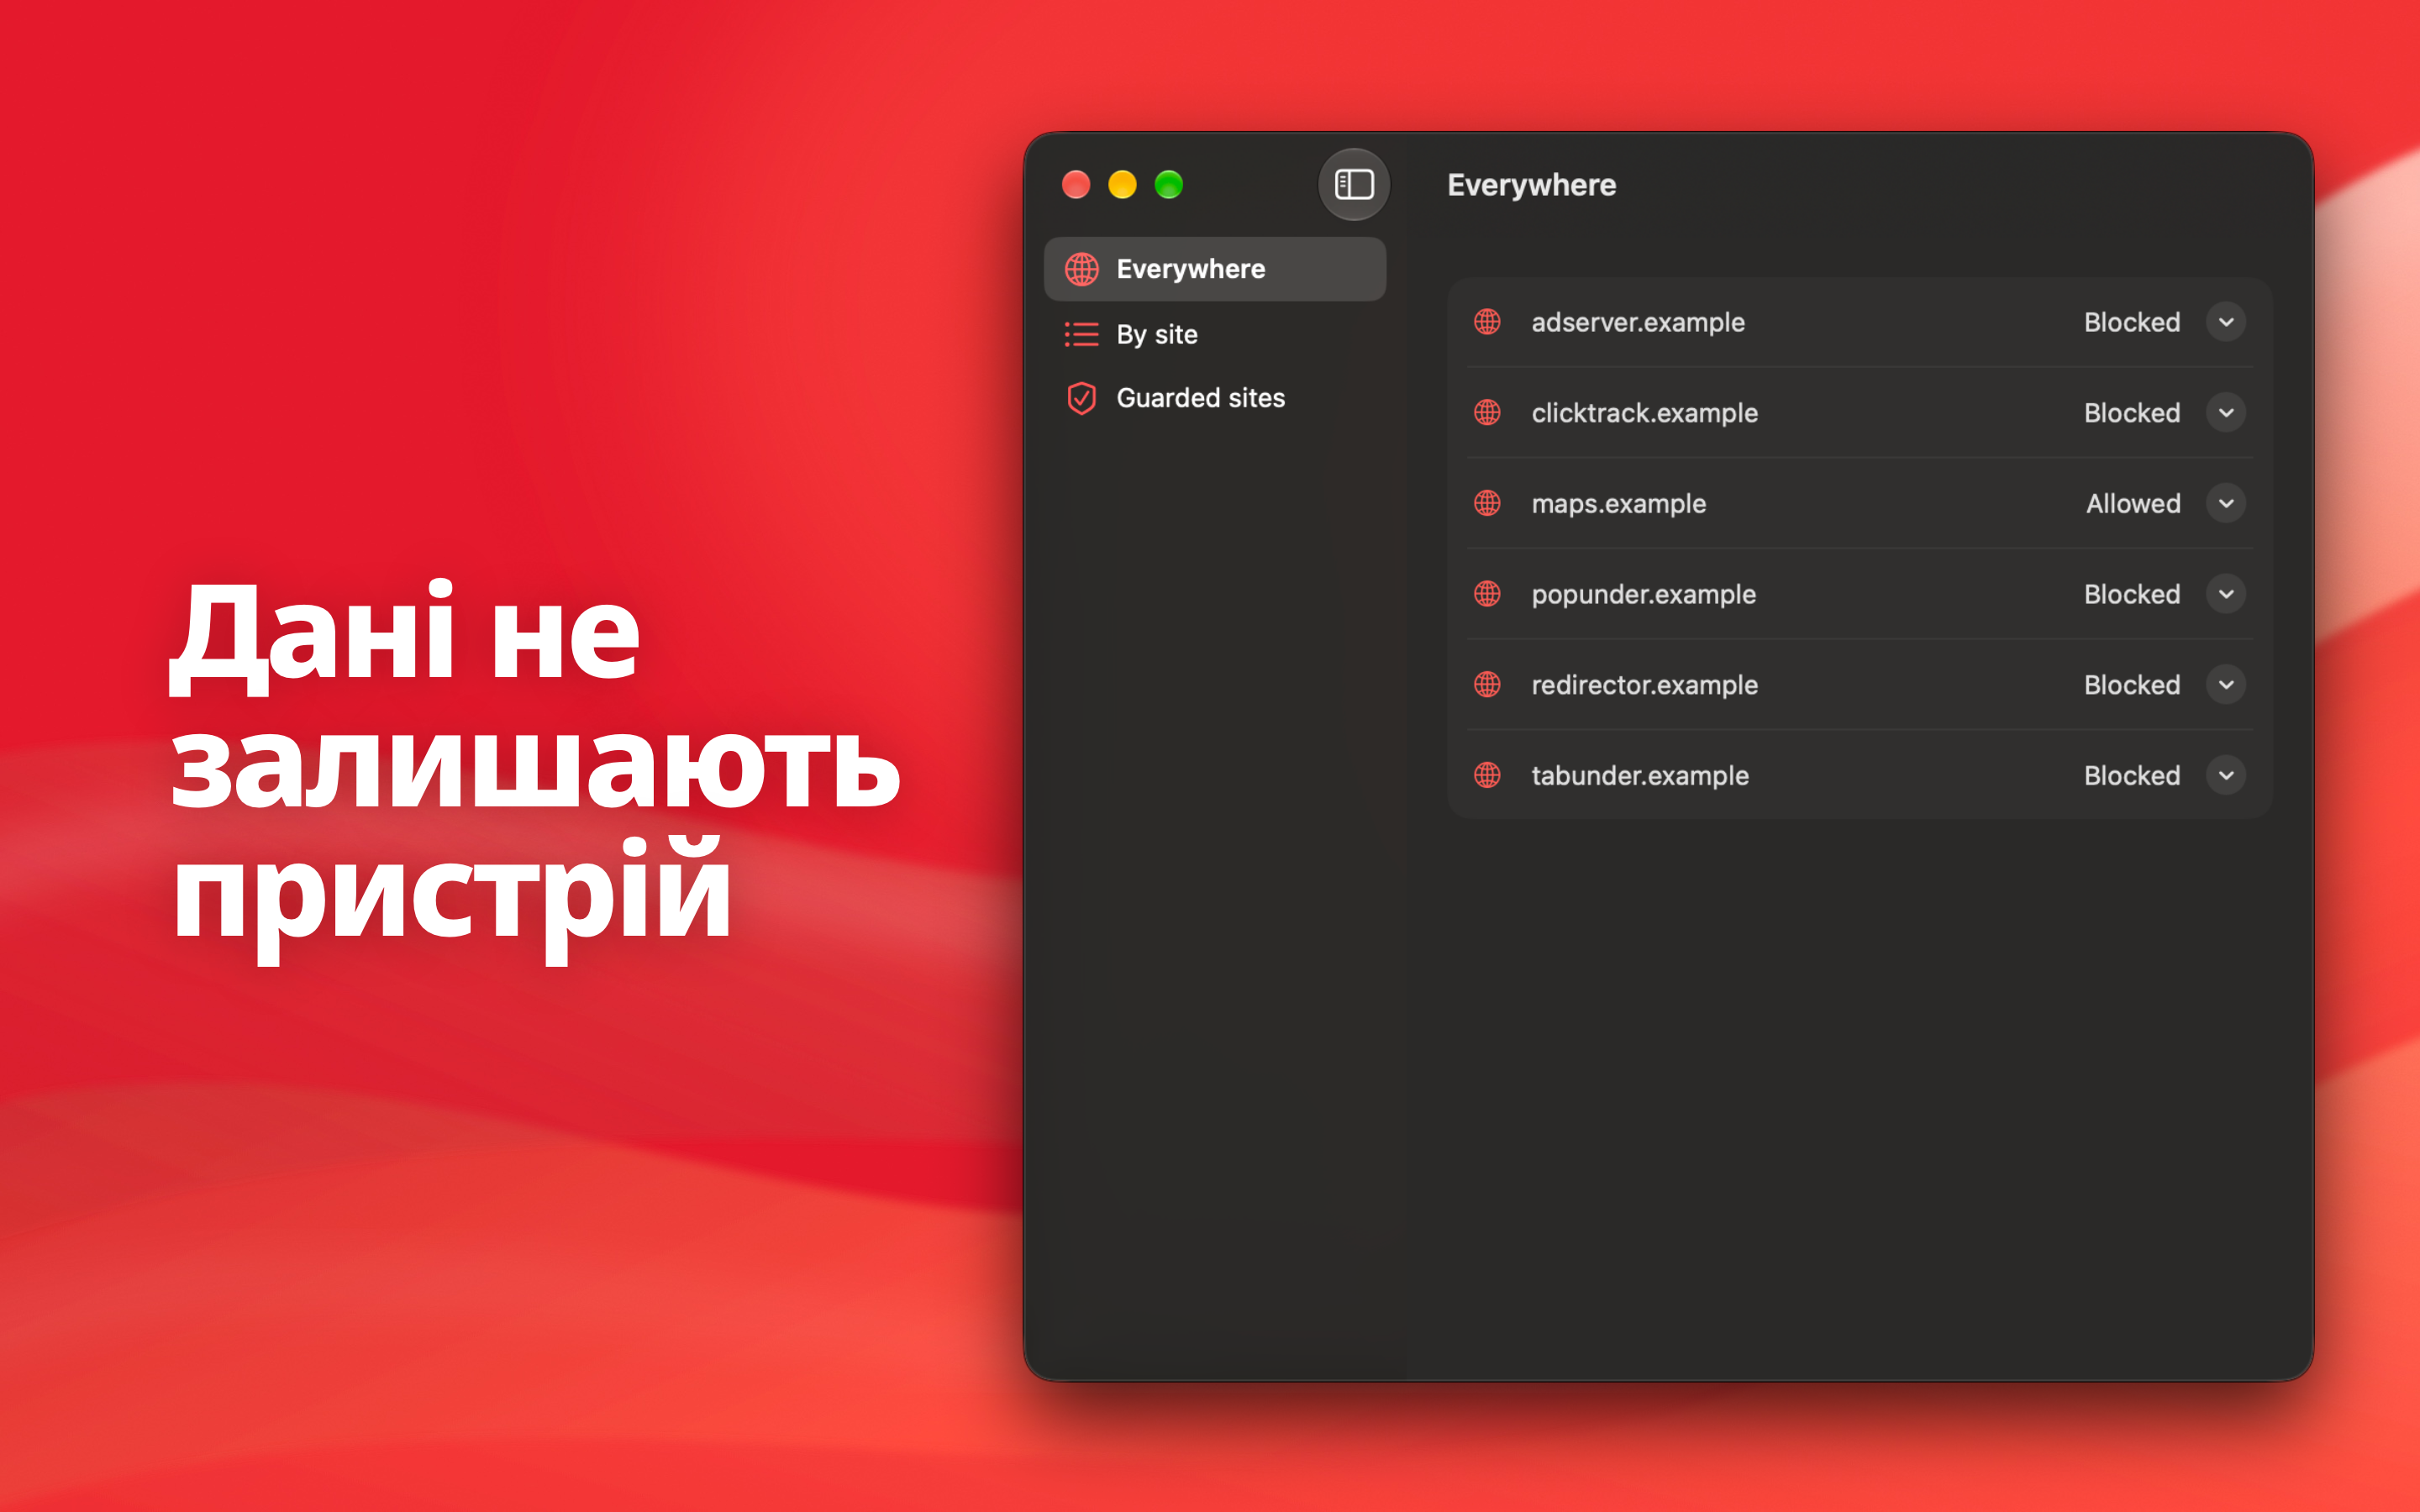 Дані не
залишають
пристрій
Everywhere
By site
Guarded sites
Everywhere
adserver.example Blocked
clicktrack.example Blocked
maps.example Allowed
popunder.example Blocked
redirector.example Blocked
tabunder.example Blocked